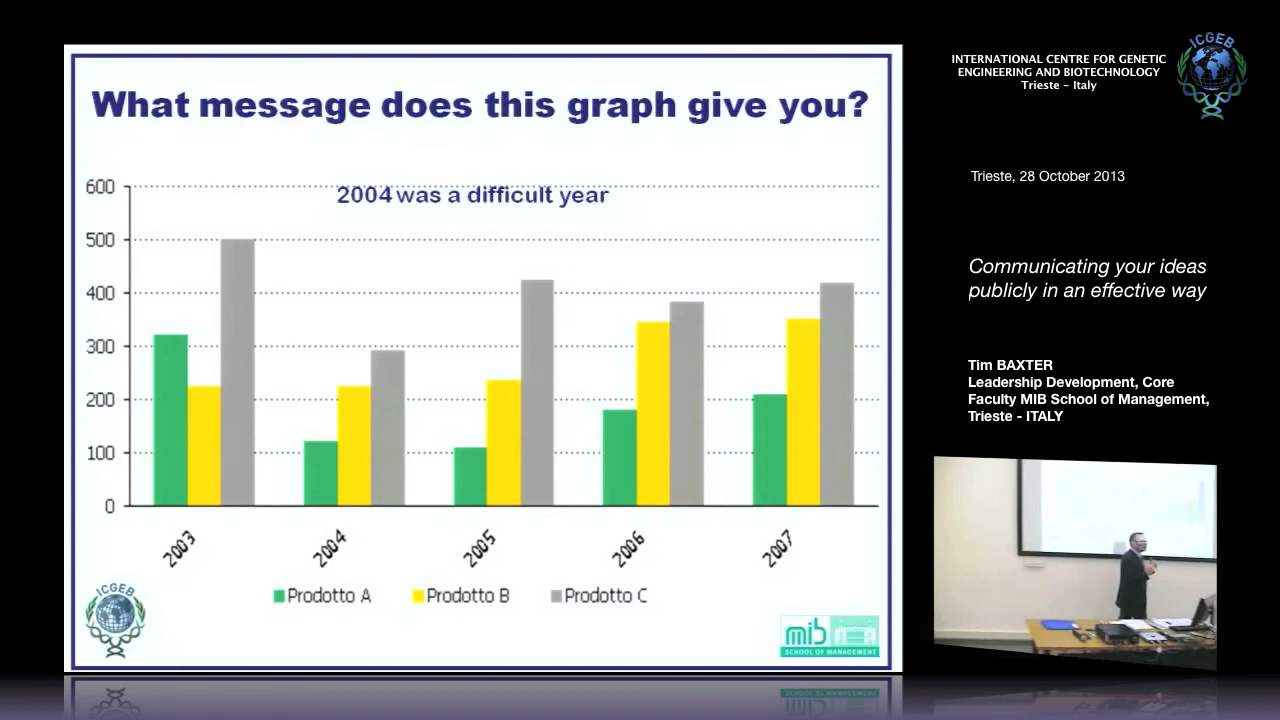 What message does this graph give you?
2004 was a difficult year
600
500
400
300
200
100
0
2003
2004
2005
2006
2007
Prodotto A
Prodotto B
Prodotto C
ICGEB
mib
SCHOOL OF MANAGEMENT
INTERNATIONAL CENTRE FOR GENETIC
ENGINEERING AND BIOTECHNOLOGY
Trieste - Italy
ICGEB
Trieste, 28 October 2013
Communicating your ideas
publicly in an effective way
Tim BAXTER
Leadership Development, Core
Faculty MIB School of Management,
Trieste - ITALY